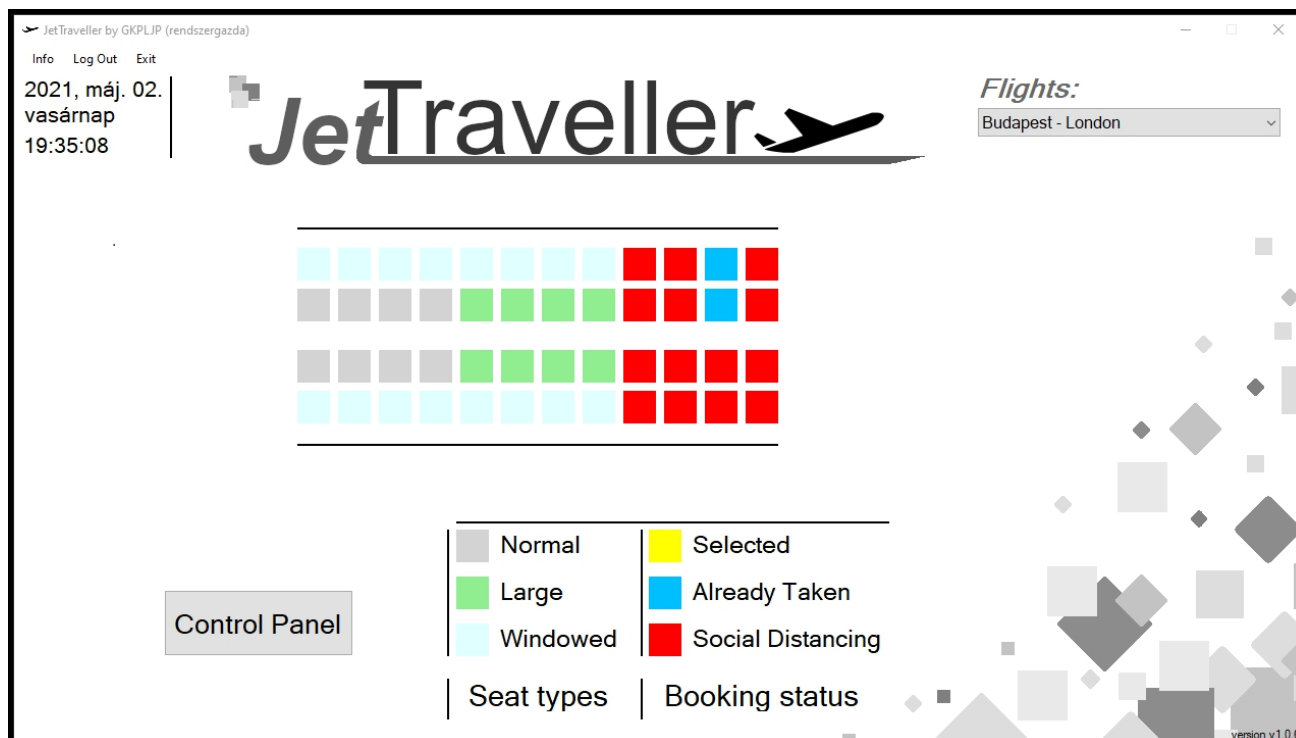 JetTraveller by GKPLJP (rendszergazda)
Info Log Out Exit
2021, máj. 02.
vasárnap
19:35:08
JetTraveller
Flights:
Budapest - London
Normal
Large
Windowed
Seat types
Selected
Already Taken
Social Distancing
Booking status
Control Panel